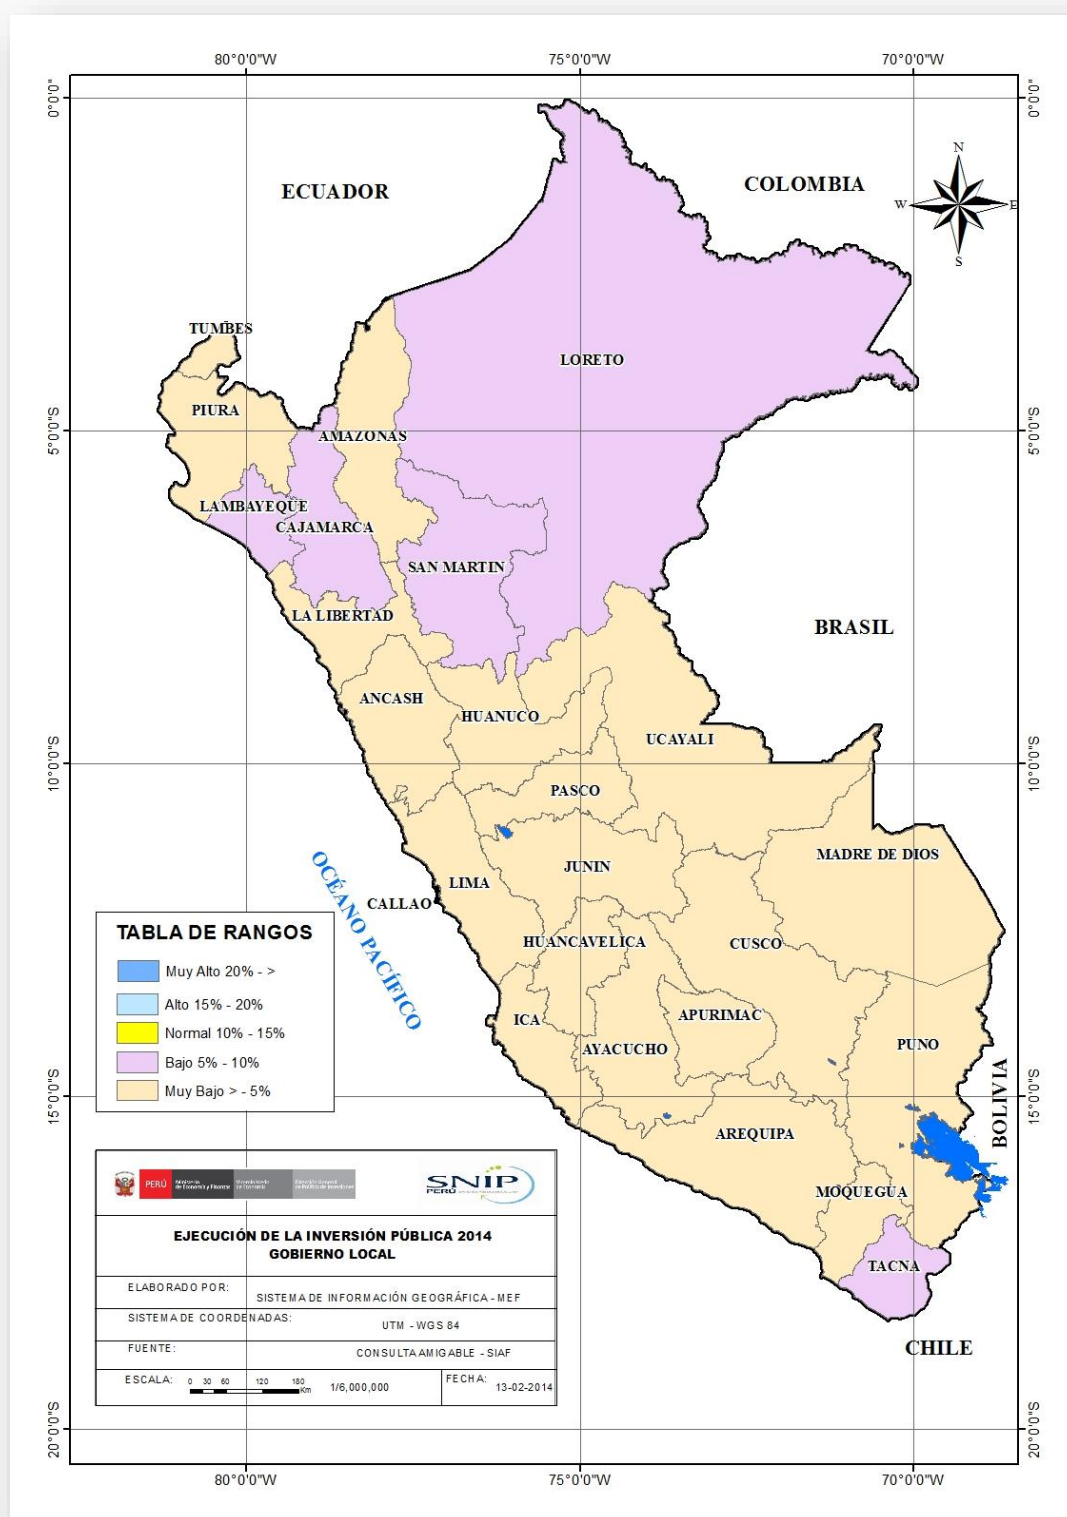 80°0'0"W
75°0'0"W
70°0'0"W
0°0'0"
0°0'0"
N
ECUADOR
COLOMBIA
W
E
S
TUMBES
LORETO
PIURA
5°0'0"S
AMAZONAS
5°0'0"S
LAMBAYEQUE
CAJAMARCA
SAN MARTIN
LA LIBERTAD
BRASIL
ANCASH
HUANUCO
UCAYALI
10°0'0"S
10°0'0"S
PASCO
MADRE DE DIOS
JUNIN
LIMA
CALLAO
OCÉANO PACÍFICO
HUANCAVELICA
CUSCO
ICA
APURIMAC
AYACUCHO
PUNO
BOLIVIA
15°0'0"S
15°0'0"S
AREQUIPA
MOQUEGUA
TACNA
CHILE
TABLA DE RANGOS
Muy Alto 20% - >
Alto 15% - 20%
Normal 10% - 15%
Bajo 5% - 10%
Muy Bajo > - 5%
PERÚ
Ministerio de Economía y Finanzas
SNIP
PERÚ
EJECUCIÓN DE LA INVERSIÓN PÚBLICA 2014
GOBIERNO LOCAL
ELABORADO POR:
SISTEMA DE INFORMACIÓN GEOGRÁFICA - MEF
SISTEMA DE COORDENADAS:
UTM - WGS 84
FUENTE:
CONSULTA AMIGABLE - SIAF
ESCALA:
0 30 60 120 180
Km
1/6,000,000
FECHA:
13-02-2014
20°0'0"S
20°0'0"S
80°0'0"W
75°0'0"W
70°0'0"W